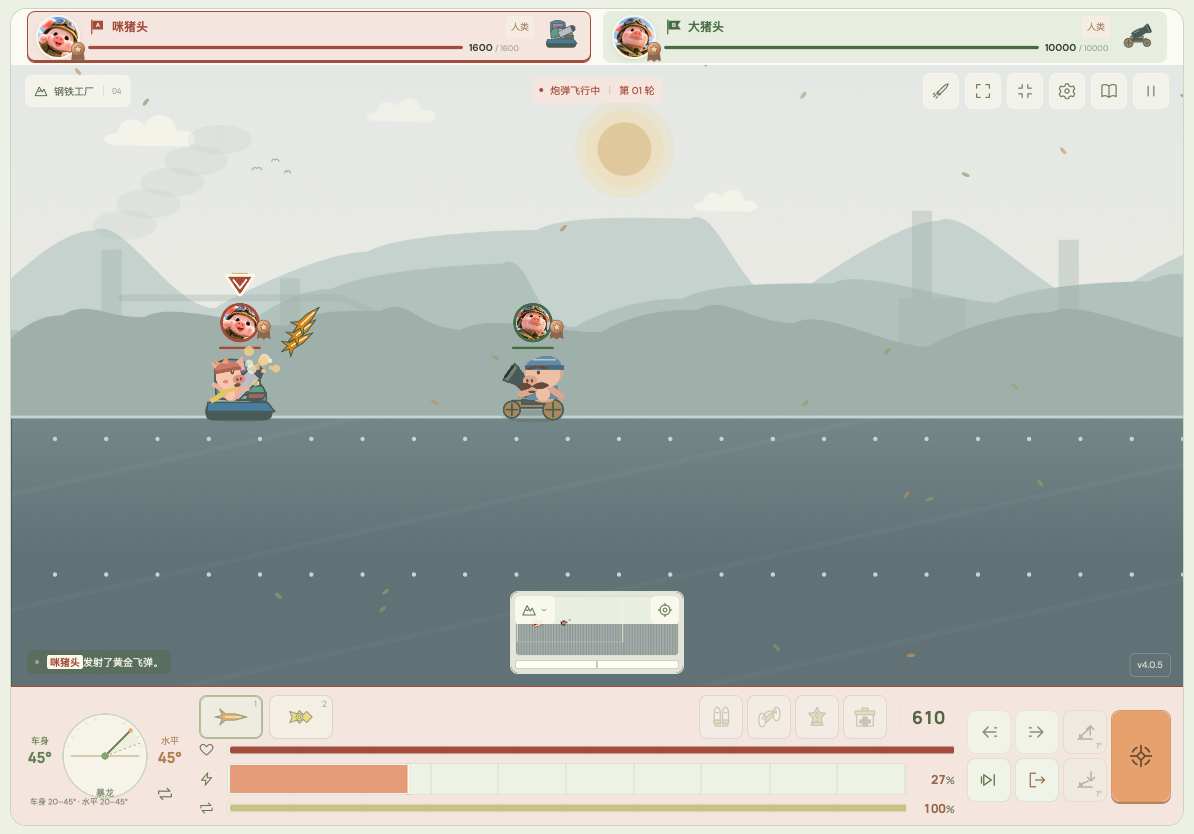 A 咪猪头 人类
1600 / 1600
B 大猪头 人类
10000 / 10000
钢铁工厂 04
炮弹飞行中 第 01 轮
咪猪头发射了黄金飞弹。
v4.0.5
1
2
610
车身
45°
水平
45°
暴龙
车身 20-45° · 水平 20-45°
27%
100%
1°
1°